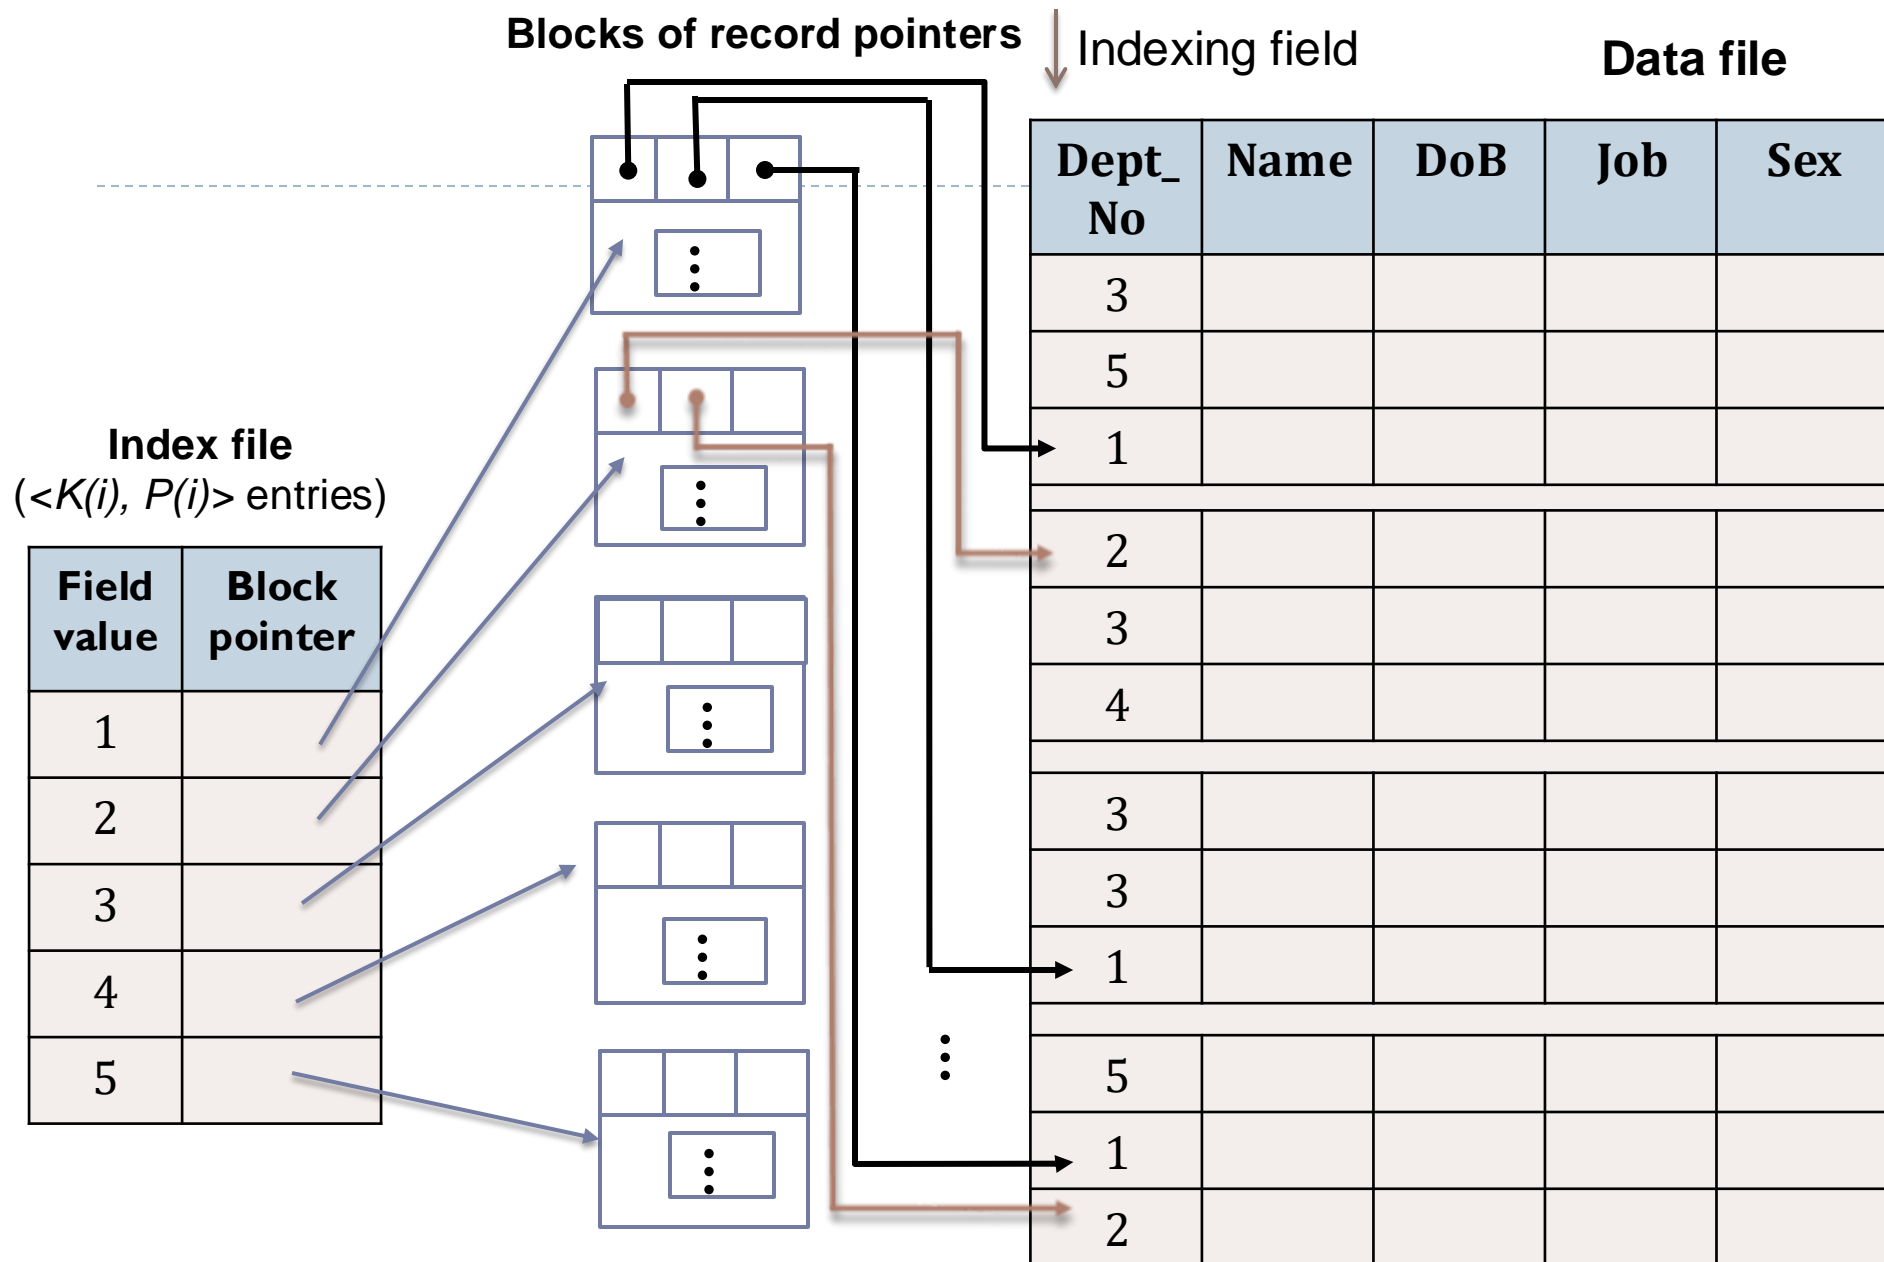 Blocks of record pointers
Indexing field
Data file
Dept_ Name DoB Job Sex
No
3
5
1
2
3
4
3
3
1
5
1
2
Index file
(<K(i), P(i)> entries)
Field Block
value pointer
1
2
3
4
5